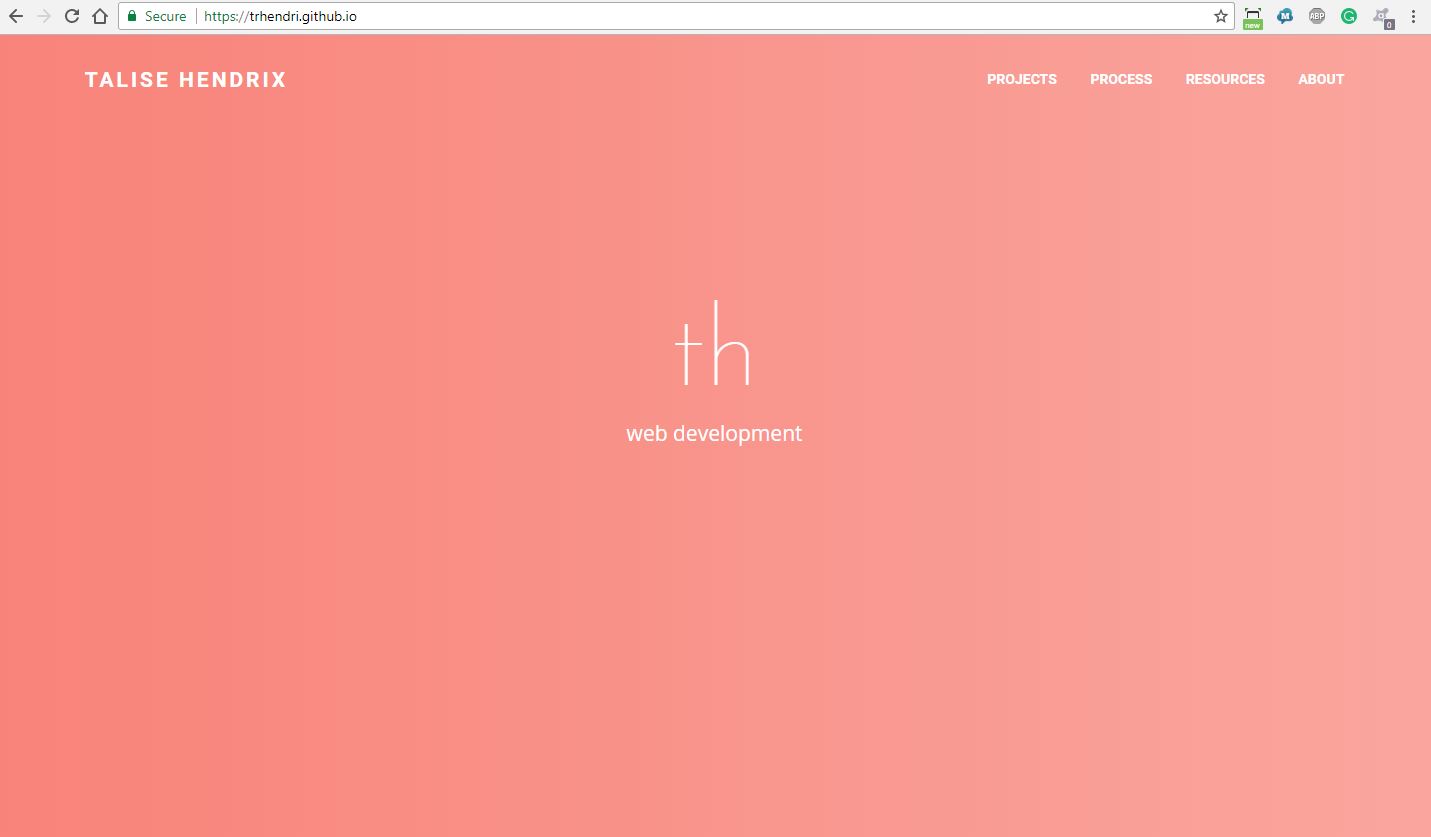 Secure https://trhendri.github.io
new M ABP G 0
TALISE HENDRIX PROJECTS PROCESS RESOURCES ABOUT
th
web development